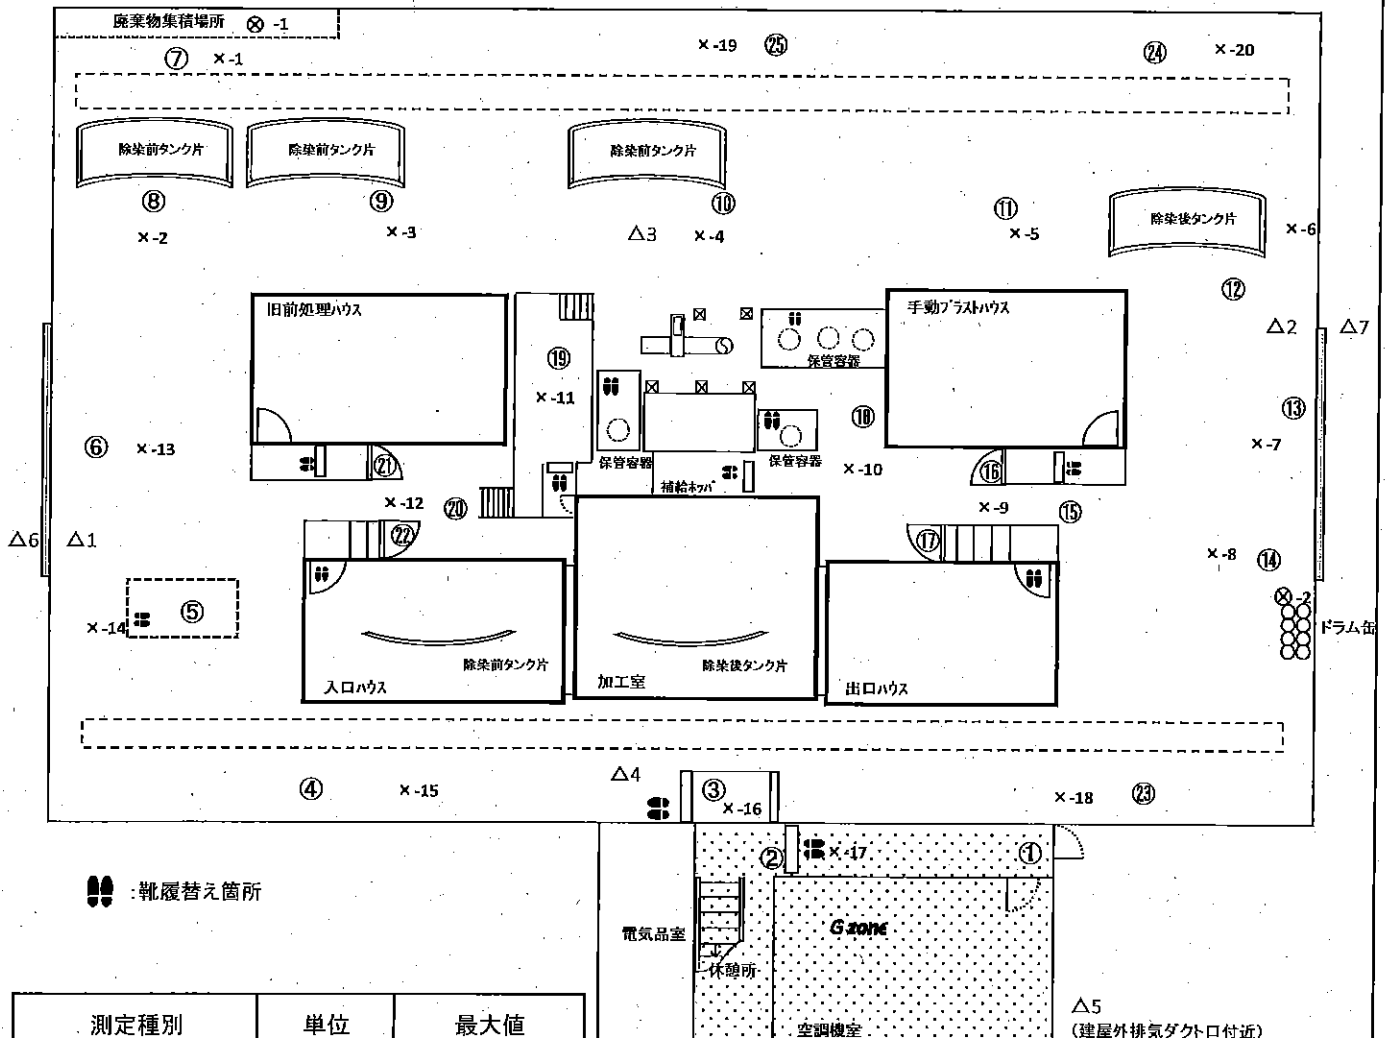 廃棄物集積場所 ⊗ -1
⑦ ×-1
×-19 ㉕
㉔ ×-20
除染前タンク片
除染前タンク片
除染前タンク片
⑧
⑨
⑩
⑪
除染後タンク片
×-2
×-3
△3 ×-4
×-5
×-6
⑫
旧前処理ハウス
手動ブラストハウス
△2 △7
保管容器
⑲
×-11
⑱
⑬
⑥ ×-13
×-7
㉑
保管容器
保管容器
×-10
⑯
補給ホッパ
×-12 ⑳
×-9 ⑮
△6 △1
㉒
⑰
×-8 ⑭
⑤
⊗-2
×-14
ドラム缶
除染前タンク片
除染後タンク片
入口ハウス
加工室
出口ハウス
④ ×-15
△4
③
×-16
×-18 ㉓
② ×-17
①
:靴履替え箇所
電気品室
G zone
休憩所
測定種別 単位 最大値
空調機室
△5
(建屋外排気ダクト口付近)